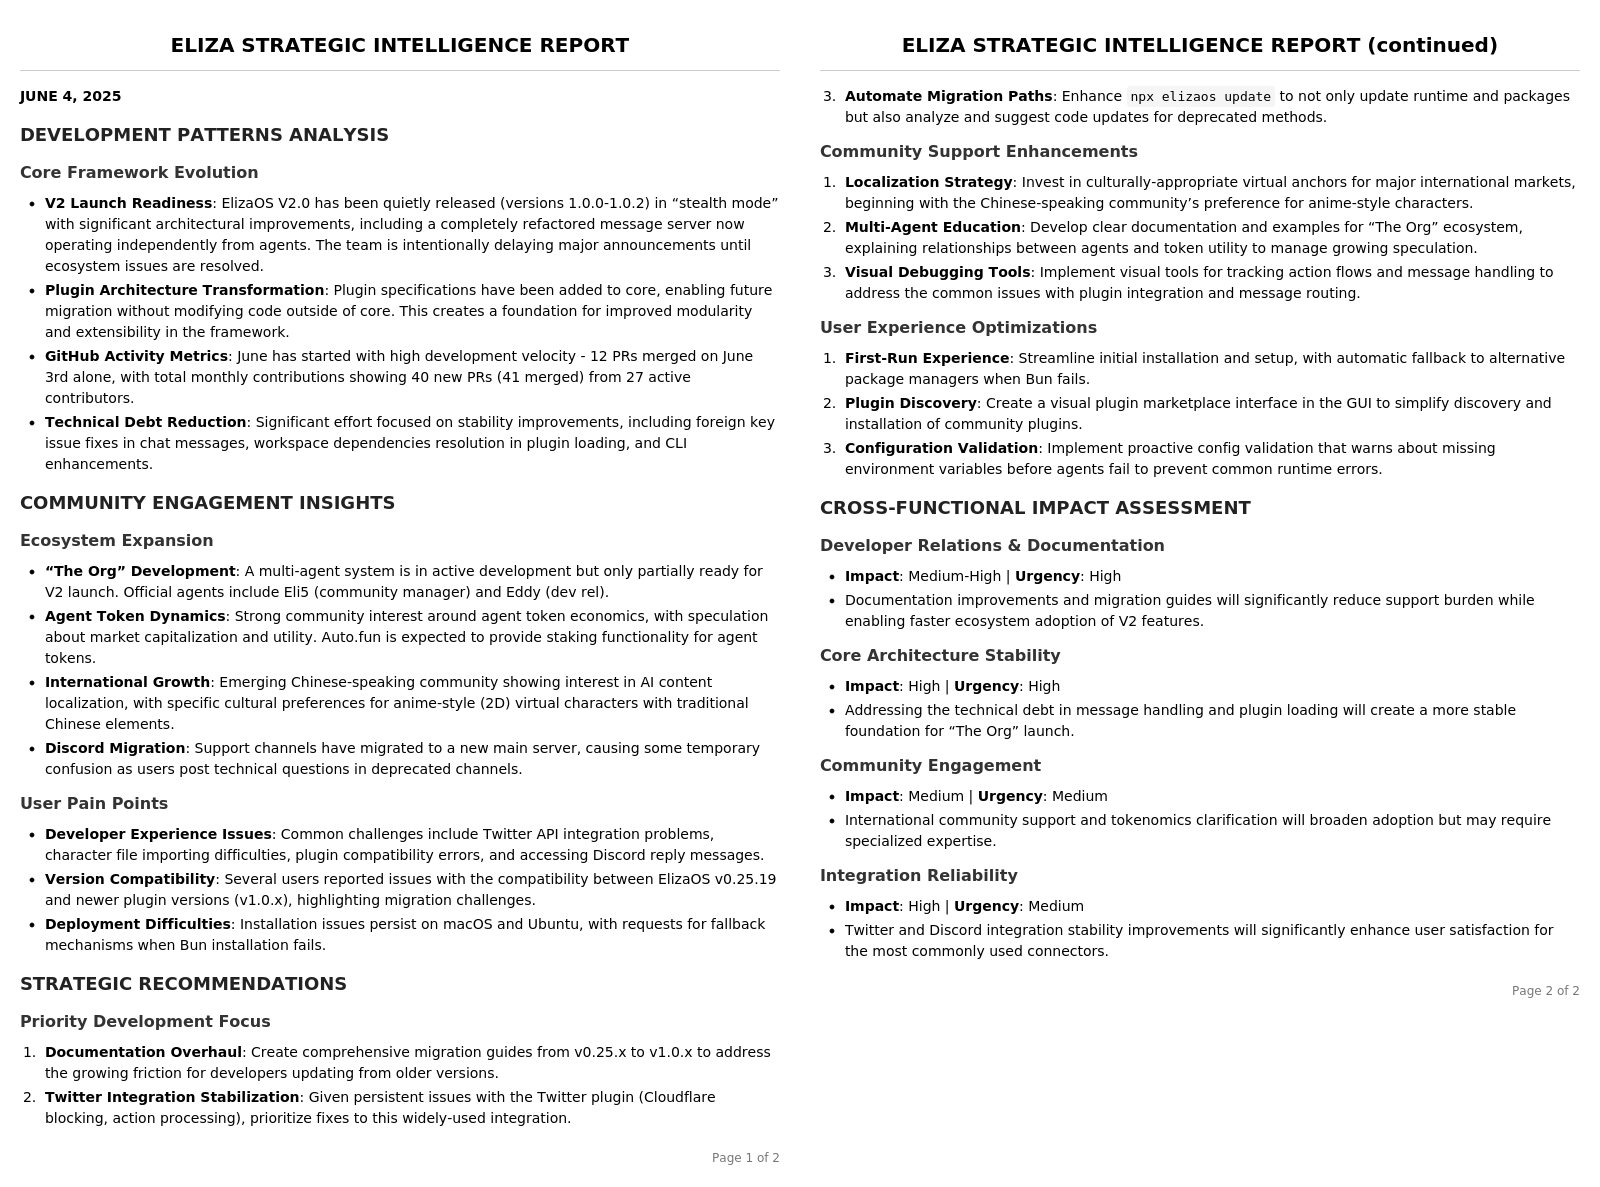 ELIZA STRATEGIC INTELLIGENCE REPORT
JUNE 4, 2025
DEVELOPMENT PATTERNS ANALYSIS
Core Framework Evolution
• V2 Launch Readiness: ElizaOS V2.0 has been quietly released (versions 1.0.0-1.0.2) in “stealth mode”
with significant architectural improvements, including a completely refactored message server now
operating independently from agents. The team is intentionally delaying major announcements until
ecosystem issues are resolved.
• Plugin Architecture Transformation: Plugin specifications have been added to core, enabling future
migration without modifying code outside of core. This creates a foundation for improved modularity
and extensibility in the framework.
• GitHub Activity Metrics: June has started with high development velocity - 12 PRs merged on June
3rd alone, with total monthly contributions showing 40 new PRs (41 merged) from 27 active
contributors.
• Technical Debt Reduction: Significant effort focused on stability improvements, including foreign key
issue fixes in chat messages, workspace dependencies resolution in plugin loading, and CLI
enhancements.
COMMUNITY ENGAGEMENT INSIGHTS
Ecosystem Expansion
• “The Org” Development: A multi-agent system is in active development but only partially ready for
V2 launch. Official agents include Eli5 (community manager) and Eddy (dev rel).
• Agent Token Dynamics: Strong community interest around agent token economics, with speculation
about market capitalization and utility. Auto.fun is expected to provide staking functionality for agent
tokens.
• International Growth: Emerging Chinese-speaking community showing interest in AI content
localization, with specific cultural preferences for anime-style (2D) virtual characters with traditional
Chinese elements.
• Discord Migration: Support channels have migrated to a new main server, causing some temporary
confusion as users post technical questions in deprecated channels.
User Pain Points
• Developer Experience Issues: Common challenges include Twitter API integration problems,
character file importing difficulties, plugin compatibility errors, and accessing Discord reply messages.
• Version Compatibility: Several users reported issues with the compatibility between ElizaOS v0.25.19
and newer plugin versions (v1.0.x), highlighting migration challenges.
• Deployment Difficulties: Installation issues persist on macOS and Ubuntu, with requests for fallback
mechanisms when Bun installation fails.
STRATEGIC RECOMMENDATIONS
Priority Development Focus
1. Documentation Overhaul: Create comprehensive migration guides from v0.25.x to v1.0.x to address
the growing friction for developers updating from older versions.
2. Twitter Integration Stabilization: Given persistent issues with the Twitter plugin (Cloudflare
blocking, action processing), prioritize fixes to this widely-used integration.
Page 1 of 2
ELIZA STRATEGIC INTELLIGENCE REPORT (continued)
3. Automate Migration Paths: Enhance npx elizaos update to not only update runtime and packages
but also analyze and suggest code updates for deprecated methods.
Community Support Enhancements
1. Localization Strategy: Invest in culturally-appropriate virtual anchors for major international markets,
beginning with the Chinese-speaking community’s preference for anime-style characters.
2. Multi-Agent Education: Develop clear documentation and examples for “The Org” ecosystem,
explaining relationships between agents and token utility to manage growing speculation.
3. Visual Debugging Tools: Implement visual tools for tracking action flows and message handling to
address the common issues with plugin integration and message routing.
User Experience Optimizations
1. First-Run Experience: Streamline initial installation and setup, with automatic fallback to alternative
package managers when Bun fails.
2. Plugin Discovery: Create a visual plugin marketplace interface in the GUI to simplify discovery and
installation of community plugins.
3. Configuration Validation: Implement proactive config validation that warns about missing
environment variables before agents fail to prevent common runtime errors.
CROSS-FUNCTIONAL IMPACT ASSESSMENT
Developer Relations & Documentation
• Impact: Medium-High | Urgency: High
• Documentation improvements and migration guides will significantly reduce support burden while
enabling faster ecosystem adoption of V2 features.
Core Architecture Stability
• Impact: High | Urgency: High
• Addressing the technical debt in message handling and plugin loading will create a more stable
foundation for “The Org” launch.
Community Engagement
• Impact: Medium | Urgency: Medium
• International community support and tokenomics clarification will broaden adoption but may require
specialized expertise.
Integration Reliability
• Impact: High | Urgency: Medium
• Twitter and Discord integration stability improvements will significantly enhance user satisfaction for
the most commonly used connectors.
Page 2 of 2